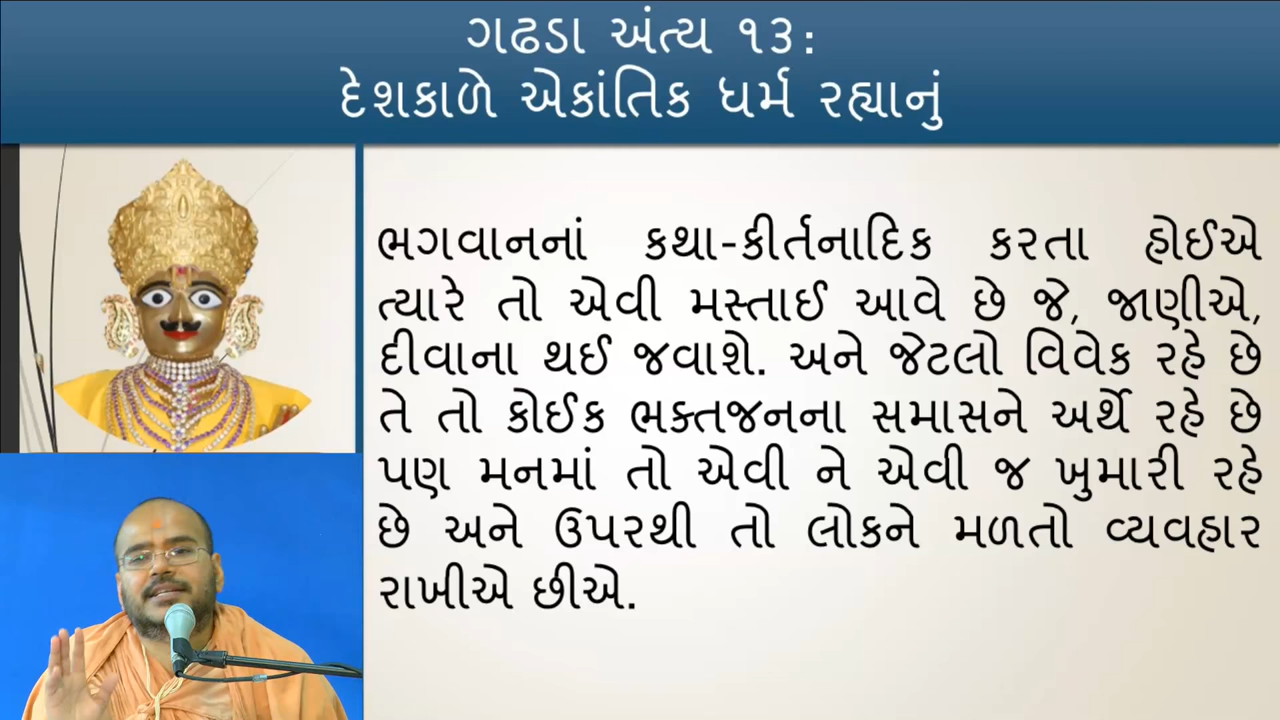 ગઢડા અંત્ય ૧૩:
દેશકાળે એકાંતિક ધર્મ રહ્યાનું
ભગવાનનાં કથા-કીર્તનાદિક કરતા હોઈએ
ત્યારે તો એવી મસ્તાઈ આવે છે જે, જાણીએ,
દીવાના થઈ જવાશે. અને જેટલો વિવેક રહે છે
તે તો કોઈક ભક્તજનના સમાસને અર્થે રહે છે
પણ મનમાં તો એવી ને એવી જ ખુમારી રહે
છે અને ઉપરથી તો લોકને મળતો વ્યવહાર
રાખીએ છીએ.